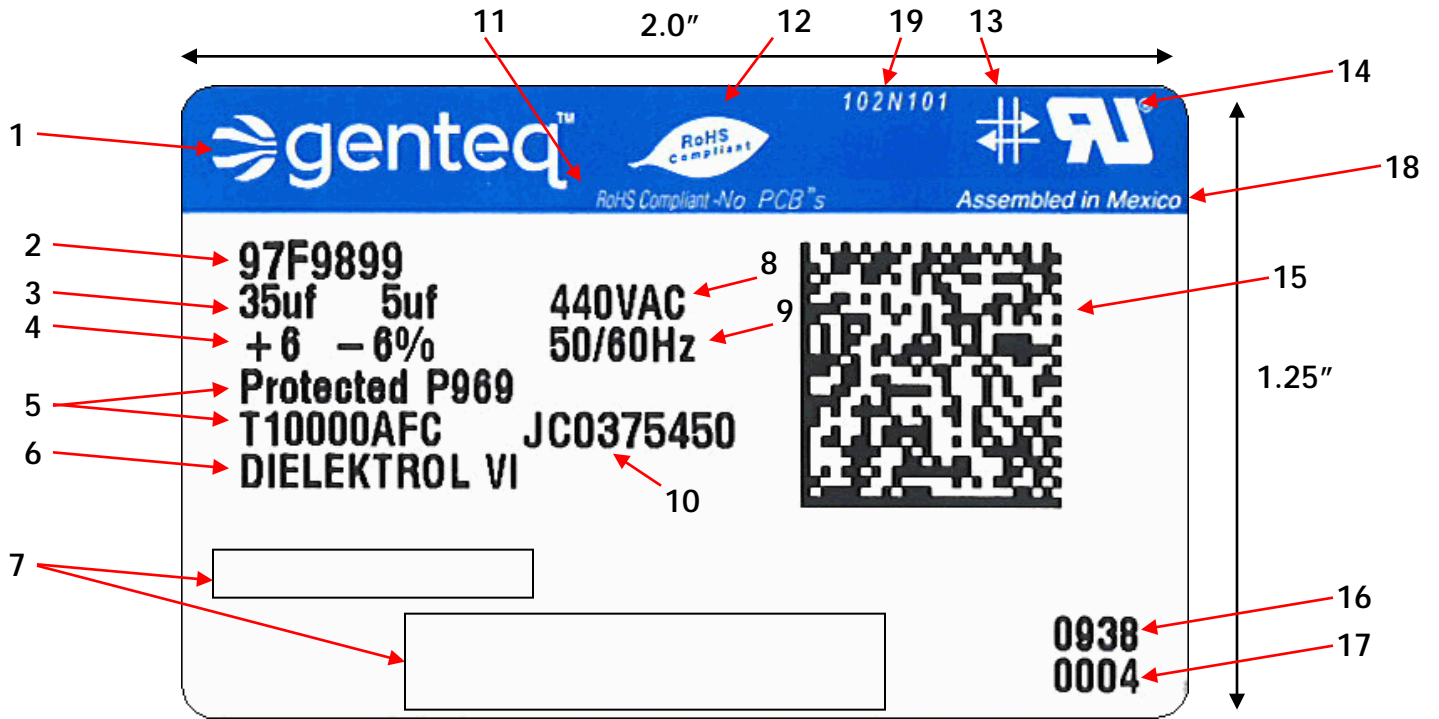 11 2.0″ 12 19 13
14
1 genteq™ RoHS Compliant 102N101 ®
RoHS Compliant -No PCB"s Assembled in Mexico 18
2 97F9899
3 35uf 5uf 440VAC 8
4 +6 -6% 50/60Hz 9 15
Protected P969 1.25″
5 T10000AFC JC0375450
6 DIELEKTROL VI 10
7
0938 16
0004 17